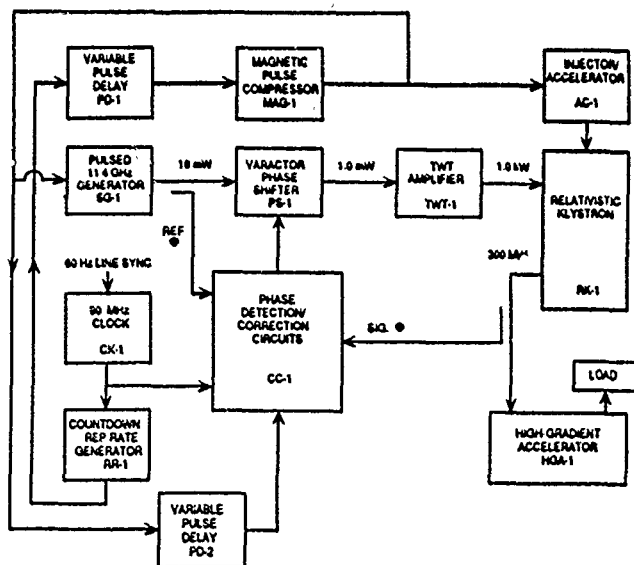 VARIABLE
PULSE
DELAY
PD-1
MAGNETIC
PULSE
COMPRESSOR
MAG-1
INJECTOR/
ACCELERATOR
AC-1
PULSED
11.4 GHz
GENERATOR
SG-1
10 mW
VARACTOR
PHASE
SHIFTER
PS-1
1.0 mW
TWT
AMPLIFIER
TWT-1
1.0 kW
RELATIVISTIC
KLYSTRON
RK-1
REF
300 MW
60 Hz LINE SYNC
MHz
CLOCK
CK-1
PHASE
DETECTION/
CORRECTION
CIRCUITS
CC-1
SIG.
LOAD
COUNTDOWN
REP RATE
GENERATOR
RR-1
HIGH-GRADIENT
ACCELERATOR
HGA-1
VARIABLE
PULSE
DELAY
PD-2